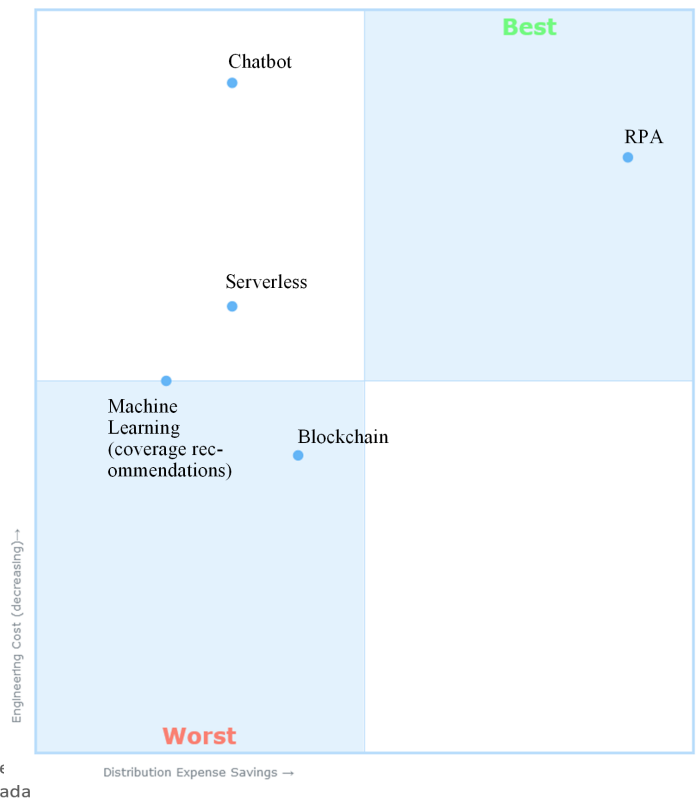 Best
Chatbot
RPA
Serverless
Machine
Learning
(coverage rec-
ommendations)
Blockchain
Engineering Cost (decreasing)→
Worst
Distribution Expense Savings →
ada